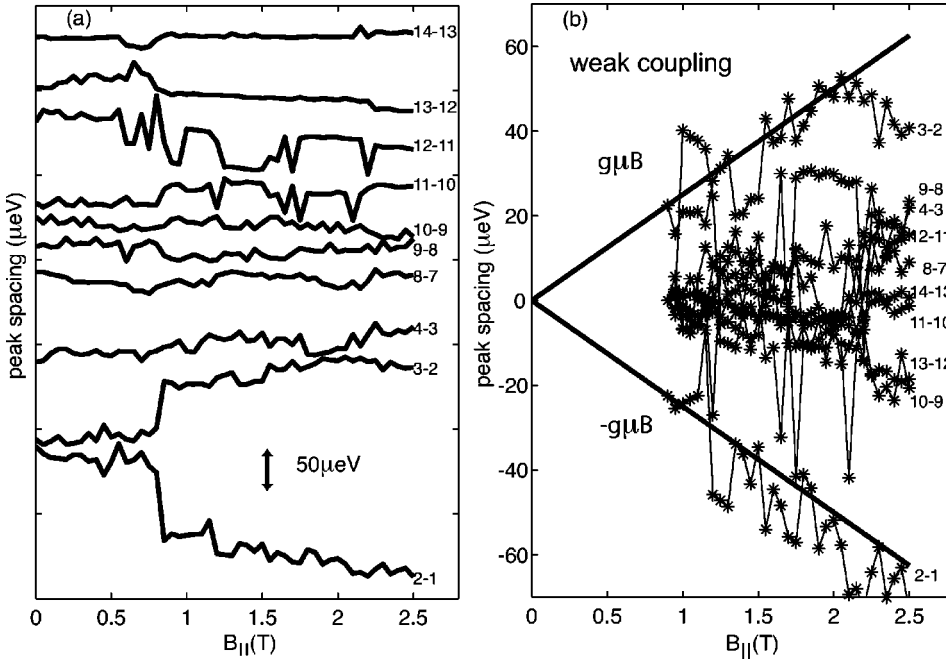 (a)
14-13
13-12
12-11
11-10
10-9
9-8
8-7
4-3
3-2
50μeV
2-1
peak spacing (μeV)
0 0.5 1 1.5 2 2.5
B||(T)
(b)
weak coupling
gμB
-gμB
3-2
9-8
4-3
12-11
8-7
14-13
11-10
13-12
10-9
2-1
60
40
20
0
-20
-40
-60
peak spacing (μeV)
0 0.5 1 1.5 2 2.5
B||(T)